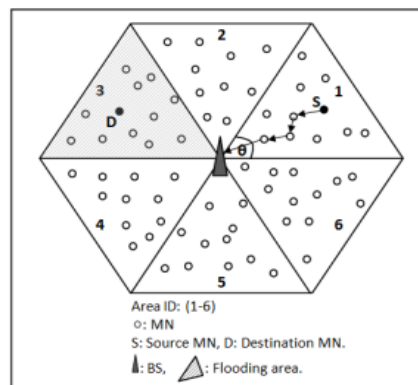 2
3
1
S
D
θ
4
6
5
Area ID: (1-6)
o: MN
S: Source MN, D: Destination MN.
: BS, : Flooding area.